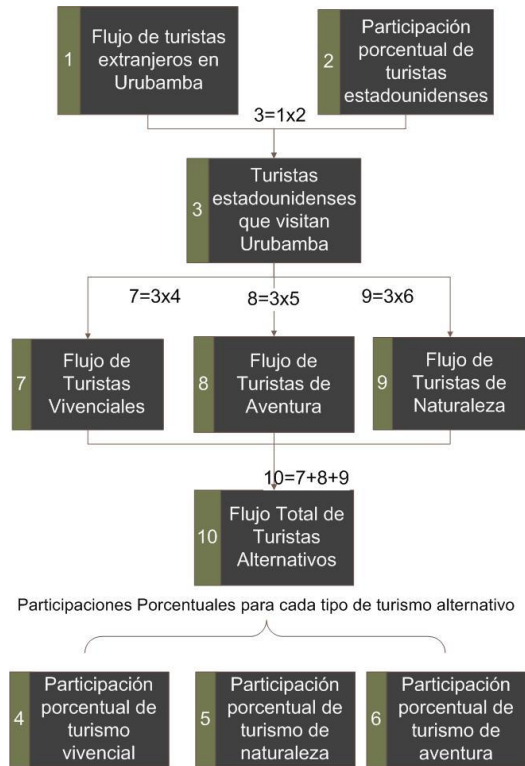 1
Flujo de turistas
extranjeros en
Urubamba
2
Participación
porcentual de
turistas
estadounidenses
3=1x2
3
Turistas
estadounidenses
que visitan
Urubamba
7=3x4
8=3x5
9=3x6
7
Flujo de
Turistas
Vivenciales
8
Flujo de
Turistas de
Aventura
9
Flujo de
Turistas de
Naturaleza
10=7+8+9
10
Flujo Total de
Turistas
Alternativos
Participaciones Porcentuales para cada tipo de turismo alternativo
4
Participación
porcentual de
turismo
vivencial
5
Participación
porcentual de
turismo de
naturaleza
6
Participación
porcentual de
turismo de
aventura